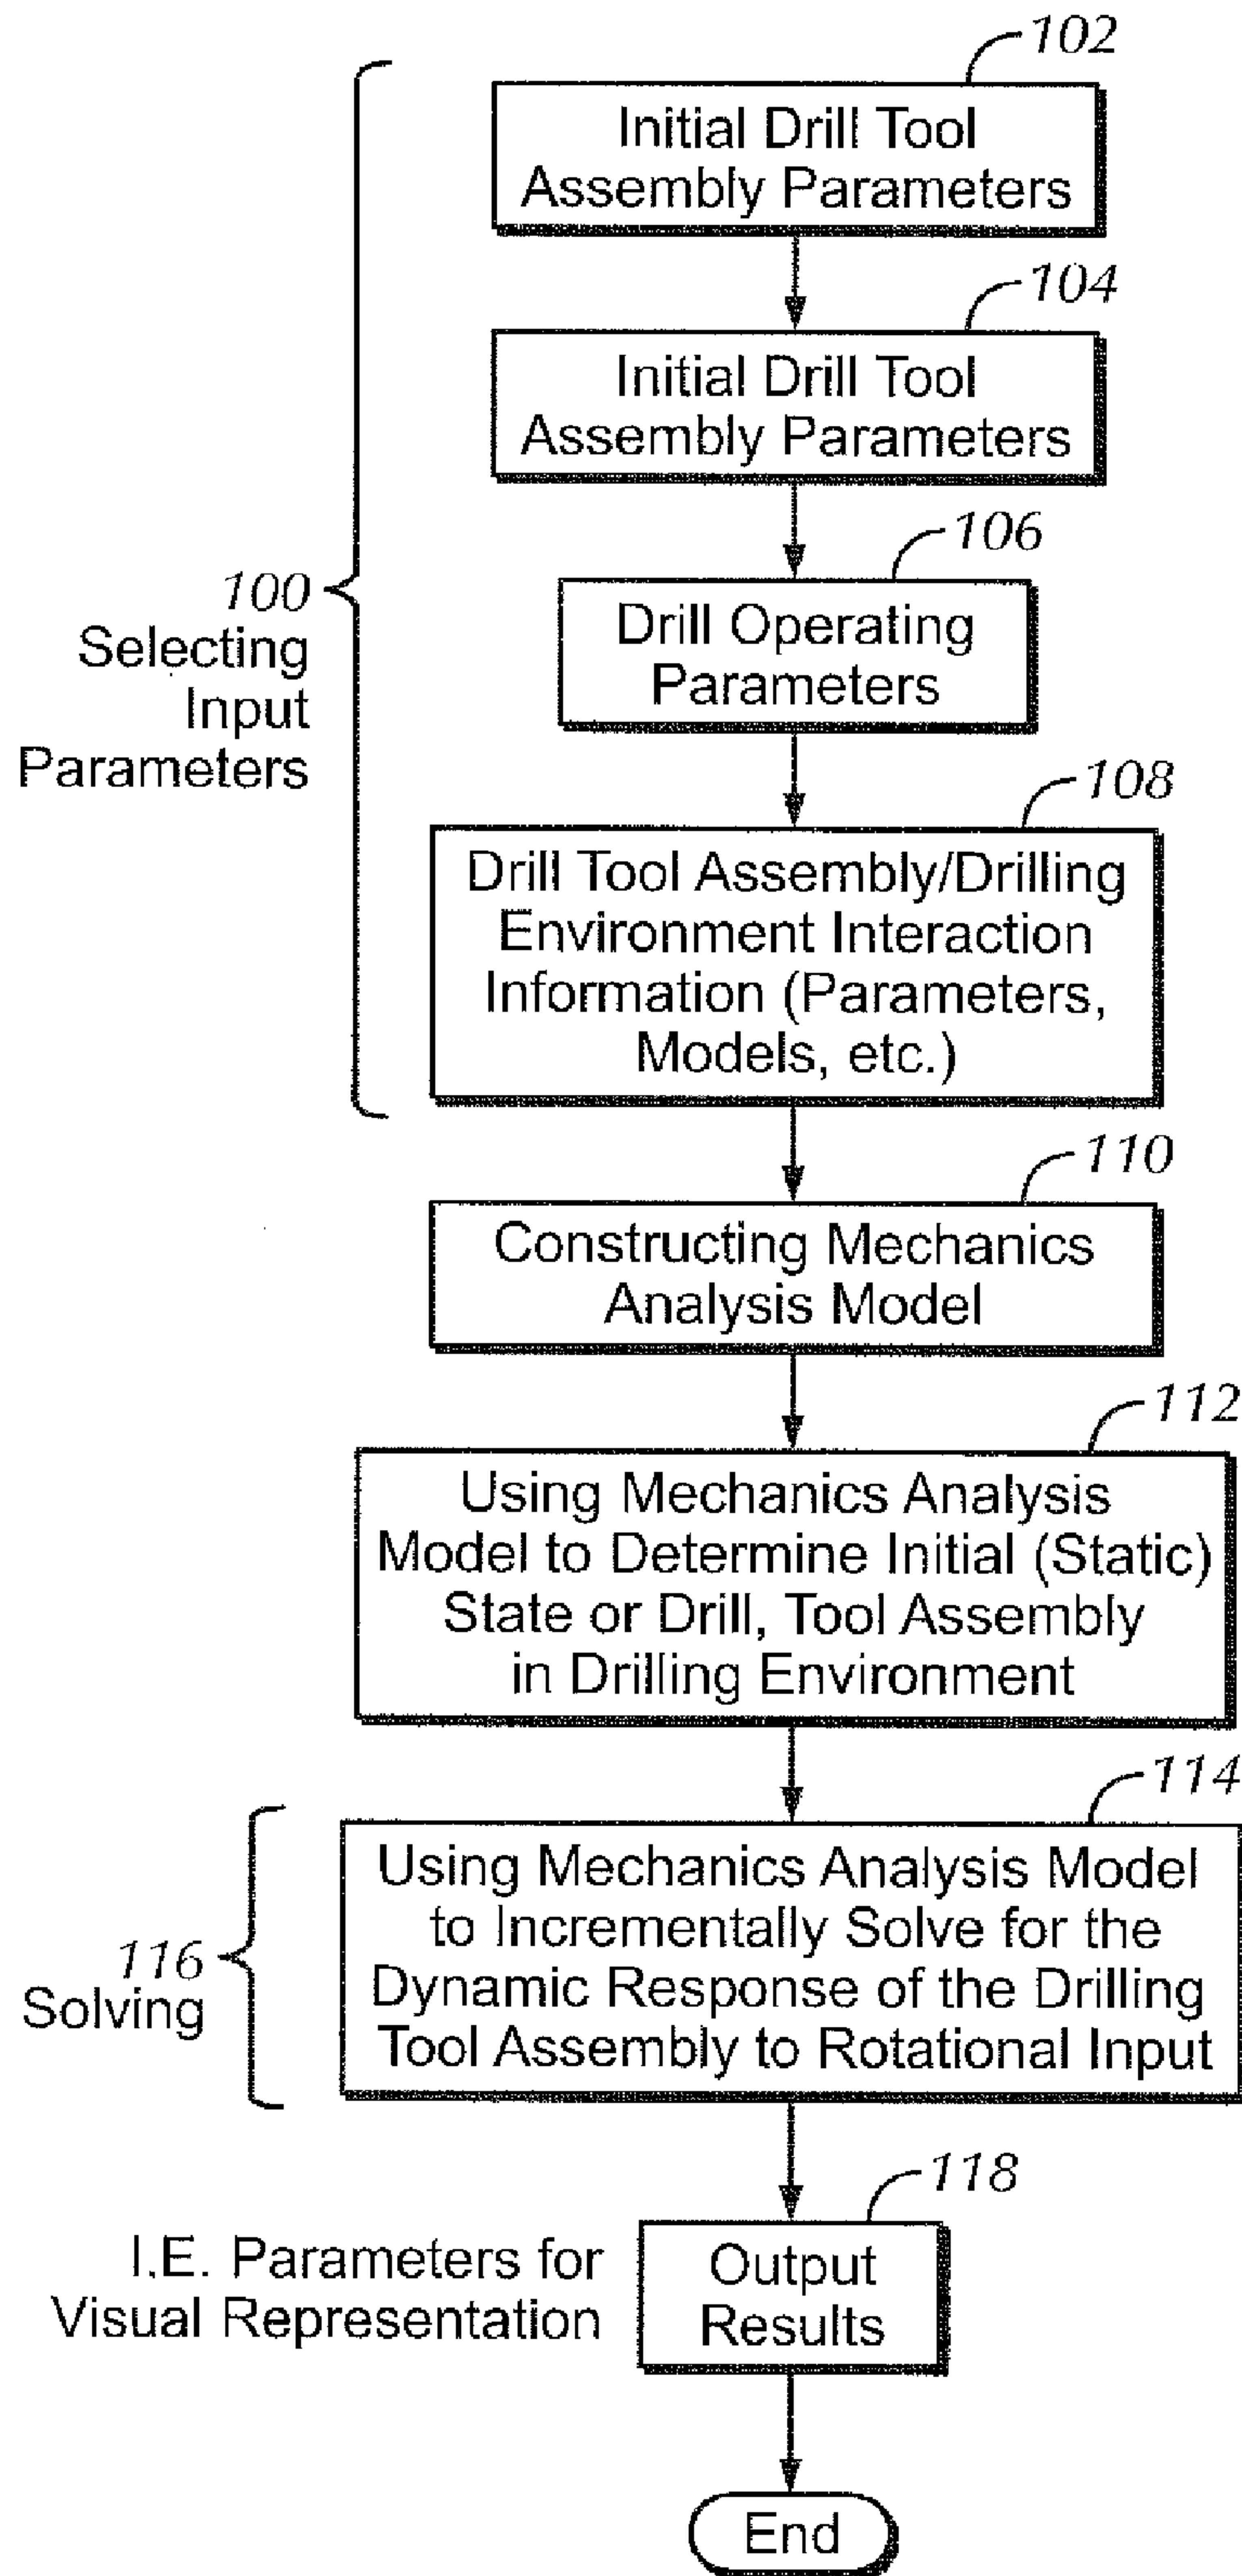 102
Initial Drill Tool
Assembly Parameters
104
Initial Drill Tool
Assembly Parameters
106
Drill Operating
Parameters
100
Selecting
Input
Parameters
108
Drill Tool Assembly/Drilling
Environment Interaction
Information (Parameters,
Models, etc.)
110
Constructing Mechanics
Analysis Model
112
Using Mechanics Analysis
Model to Determine Initial (Static)
State or Drill, Tool Assembly
in Drilling Environment
114
Using Mechanics Analysis Model
to Incrementally Solve for the
Dynamic Response of the Drilling
Tool Assembly to Rotational Input
116
Solving
118
I.E. Parameters for
Visual Representation
Output
Results
End